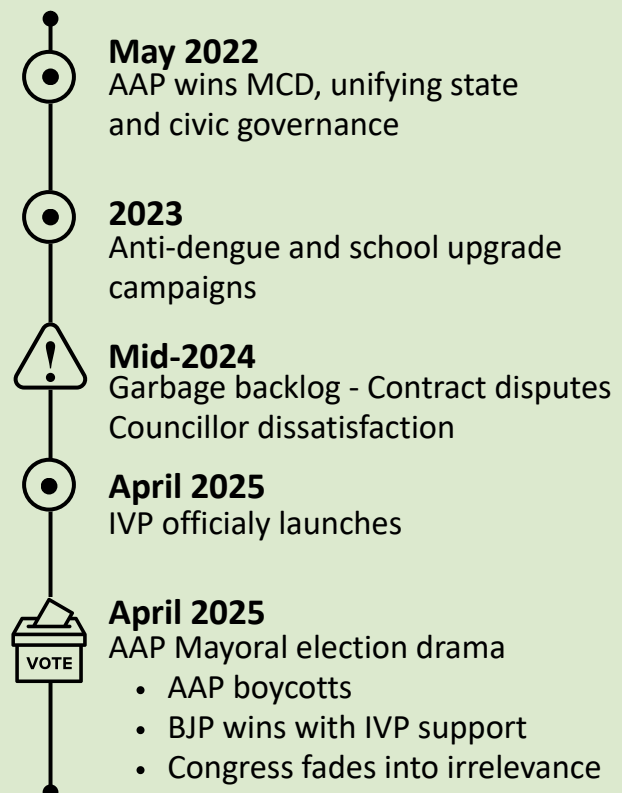 May 2022
AAP wins MCD, unifying state
and civic governance
2023
Anti-dengue and school upgrade
campaigns
Mid-2024
Garbage backlog - Contract disputes
Councillor dissatisfaction
April 2025
IVP officialy launches
April 2025
VOTE
AAP Mayoral election drama
• AAP boycotts
• BJP wins with IVP support
• Congress fades into irrelevance